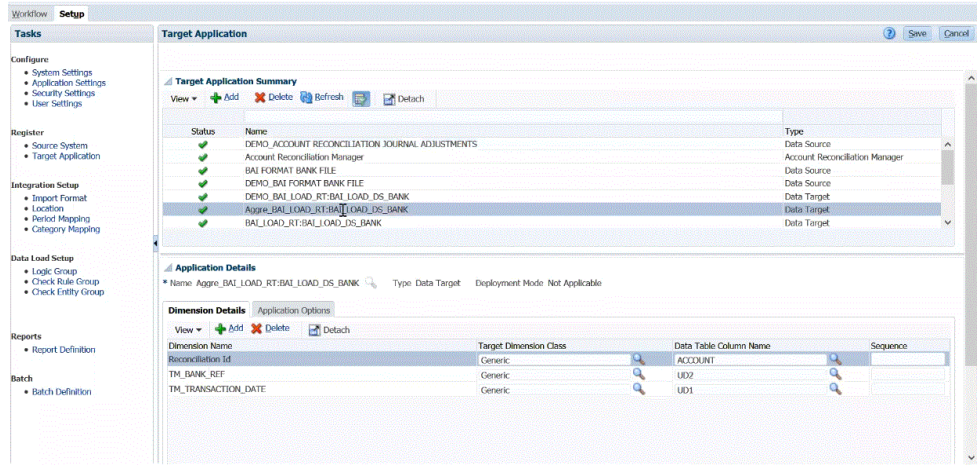 Workflow Setup
Tasks
Configure
System Settings
Application Settings
Security Settings
User Settings
Register
Source System
Target Application
Integration Setup
Import Format
Location
Period Mapping
Category Mapping
Data Load Setup
Logic Group
Check Rule Group
Check Entity Group
Reports
Report Definition
Batch
Batch Definition
Target Application Save Cancel
Target Application Summary
View Add Delete Refresh Detach
Status Name Type
DEMO_ACCOUNT RECONCILIATION JOURNAL ADJUSTMENTS Data Source
Account Reconciliation Manager Account Reconciliation Manager
BAI FORMAT BANK FILE Data Source
DEMO_BAI FORMAT BANK FILE Data Source
DEMO_BAI_LOAD_RT:BAI_LOAD_DS_BANK Data Target
Aggre_BAI_LOAD_RT:BAI_LOAD_DS_BANK Data Target
BAI_LOAD_RT:BAI_LOAD_DS_BANK Data Target
Application Details
* Name Aggre_BAI_LOAD_RT:BAI_LOAD_DS_BANK Type Data Target Deployment Mode Not Applicable
Dimension Details Application Options
View Add Delete Detach
Dimension Name Target Dimension Class Data Table Column Name Sequence
Reconciliation Id Generic ACCOUNT
TM_BANK_REF Generic UD2
TM_TRANSACTION_DATE Generic UD1